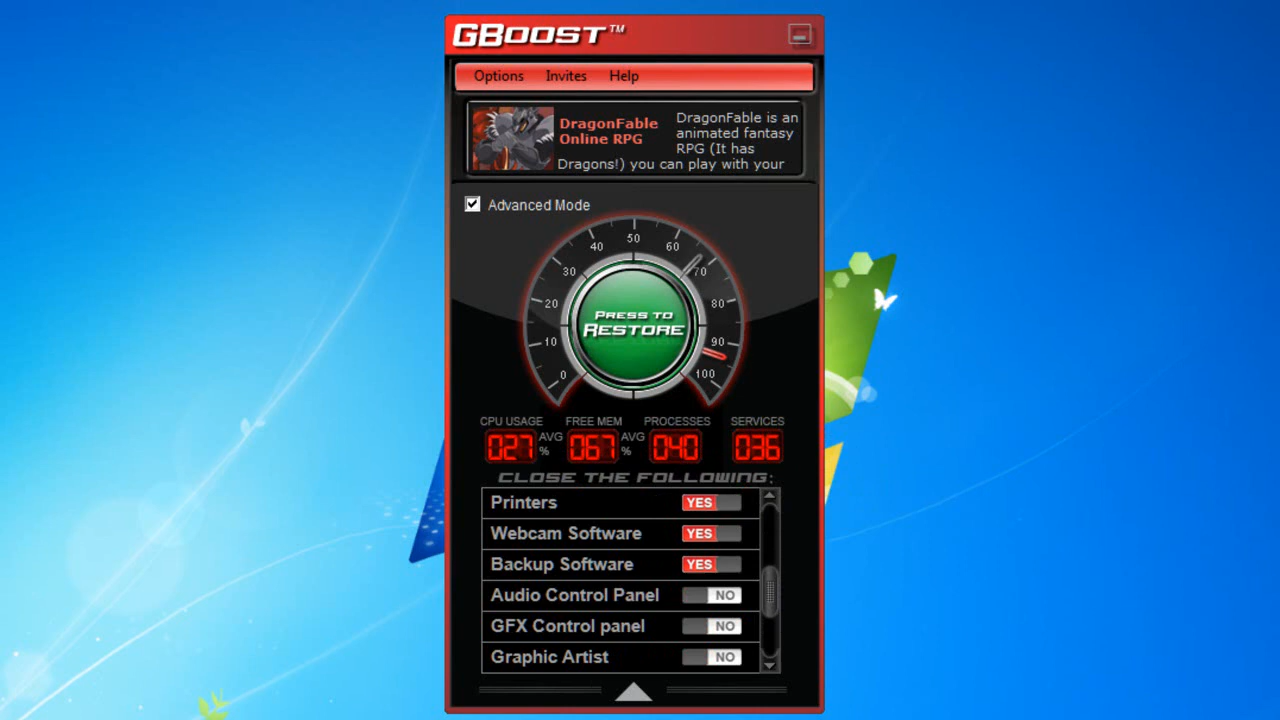 GBOOST™
Options Invites Help
DragonFable
Online RPG
DragonFable is an
animated fantasy
RPG (It has
Dragons!) you can play with your
Advanced Mode
0 10 20 30 40 50 60 70 80 90 100
PRESS TO
RESTORE
CPU USAGE FREE MEM PROCESSES SERVICES
027 AVG % 067 AVG % 040 036
CLOSE THE FOLLOWING:
Printers YES
Webcam Software YES
Backup Software YES
Audio Control Panel NO
GFX Control panel NO
Graphic Artist NO